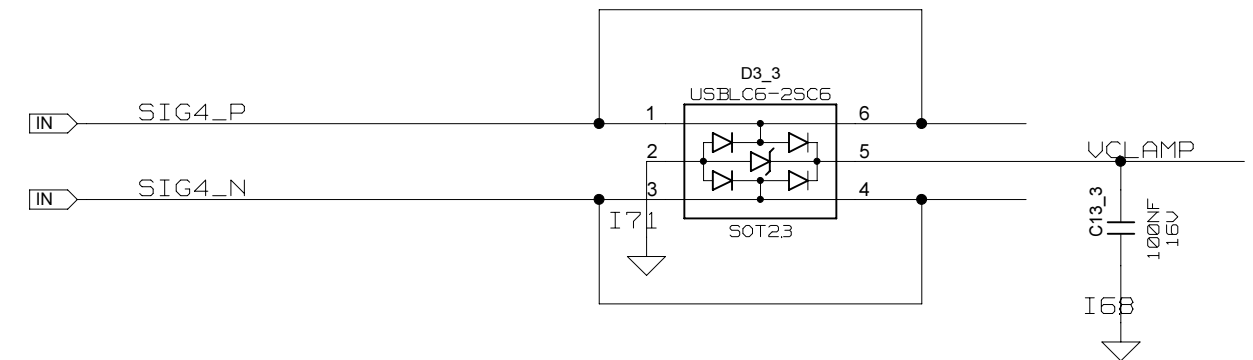 D3_3
USBLC6-2SC6
IN
SIG4_P
1
6
2
5
VCLAMP
IN
SIG4_N
3
4
I71
SOT23
C13_3
100NF
16V
I68